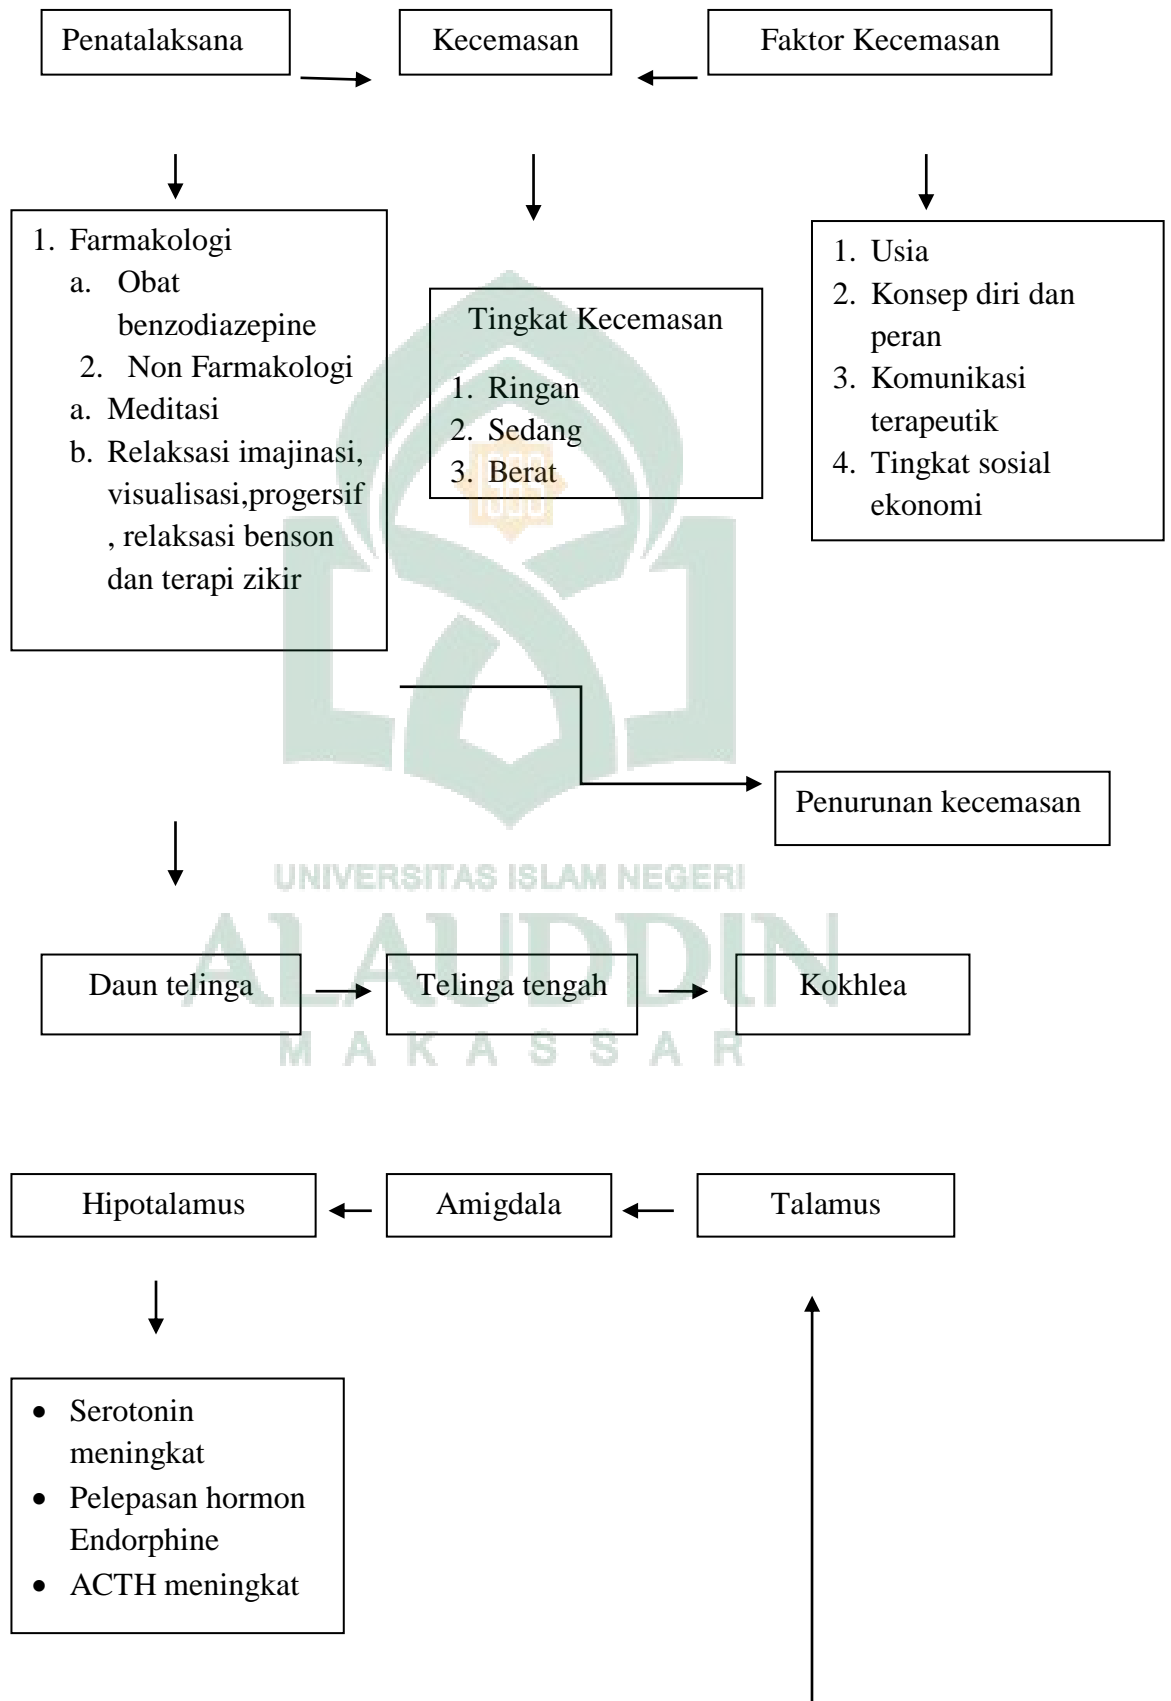 Penatalaksana
Kecemasan
Faktor Kecemasan
1. Farmakologi
a. Obat
benzodiazepine
2. Non Farmakologi
a. Meditasi
b. Relaksasi imajinasi,
visualisasi,progersif
, relaksasi benson
dan terapi zikir
Tingkat Kecemasan
1. Ringan
2. Sedang
3. Berat
1. Usia
2. Konsep diri dan
peran
3. Komunikasi
terapeutik
4. Tingkat sosial
ekonomi
Penurunan kecemasan
UNIVERSITAS ISLAM NEGERI
ALAUDDIN
MAKASSAR
Daun telinga
Telinga tengah
Kokhlea
Hipotalamus
Amigdala
Talamus
• Serotonin
meningkat
• Pelepasan hormon
Endorphine
• ACTH meningkat